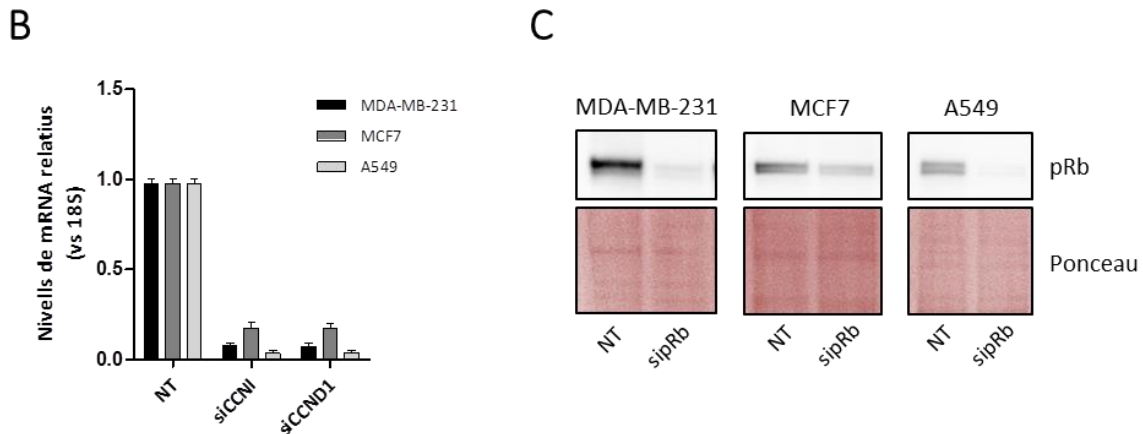 B
1.5
1.0
0.5
0.0
Nivells de mRNA relatius
(vs 18S)
MDA-MB-231
MCF7
A549
NT
siCCNI
siCCND1
C
MDA-MB-231
MCF7
A549
pRb
Ponceau
NT
sipRb
NT
sipRb
NT
sipRb